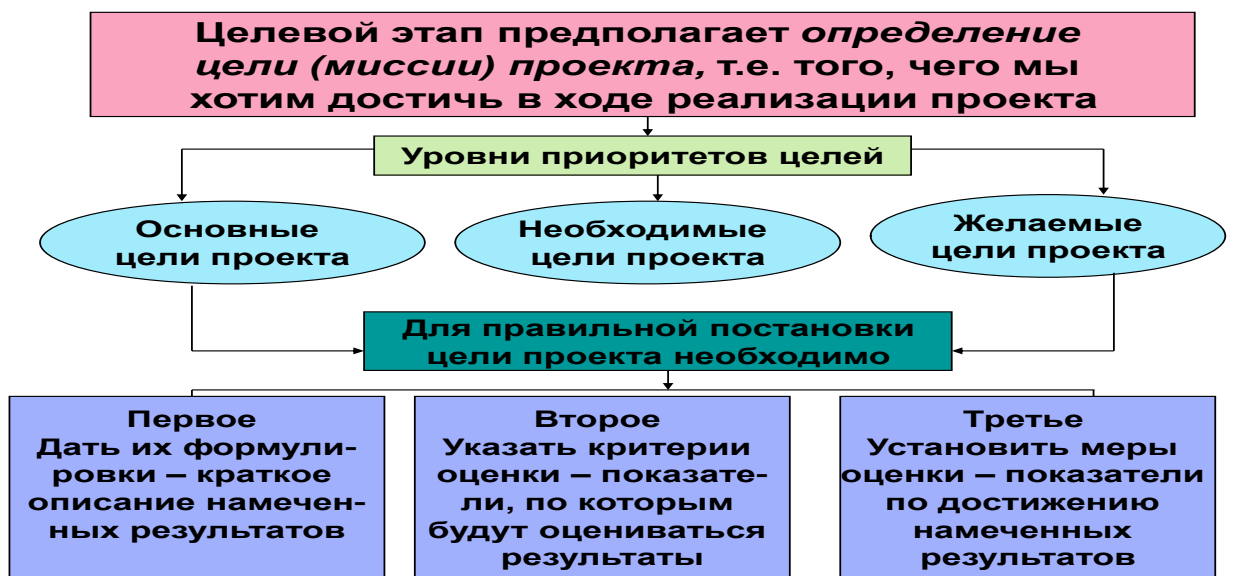 Целевой этап предполагает определение
цели (миссии) проекта, т.е. того, чего мы
хотим достичь в ходе реализации проекта
Уровни приоритетов целей
Основные
цели проекта
Необходимые
цели проекта
Желаемые
цели проекта
Для правильной постановки
цели проекта необходимо
Первое
Дать их формули-
ровки – краткое
описание намечен-
ных результатов
Второе
Указать критерии
оценки – показате-
ли, по которым
будут оцениваться
результаты
Третье
Установить меры
оценки – показатели
по достижению
намеченных
результатов